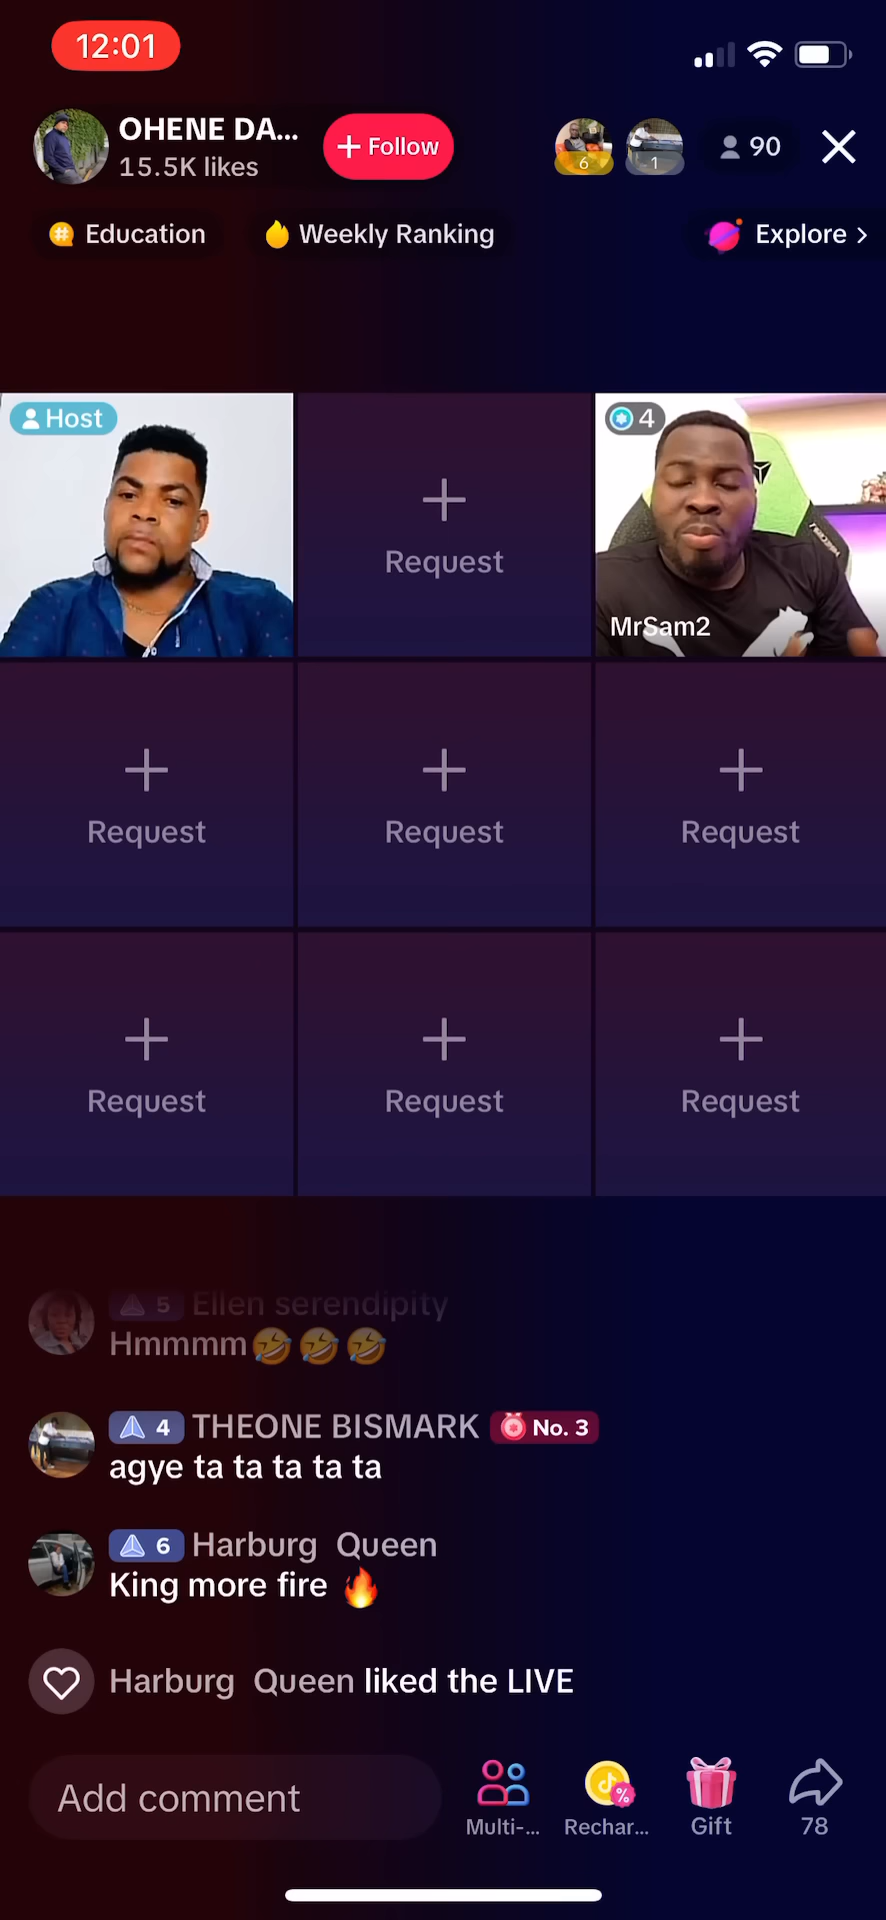 12:01
OHENE DA...
15.5K likes
+ Follow
6
1
90
Education
Weekly Ranking
Explore >
Host
Request
4
MrSam2
Request
Request
Request
Request
Request
Request
5 Ellen serendipity
Hmmmm🤣🤣🤣
4 THEONE BISMARK No. 3
agye ta ta ta ta ta
6 Harburg Queen
King more fire 🔥
Harburg Queen liked the LIVE
Add comment
Multi-...
Rechar...
Gift
78